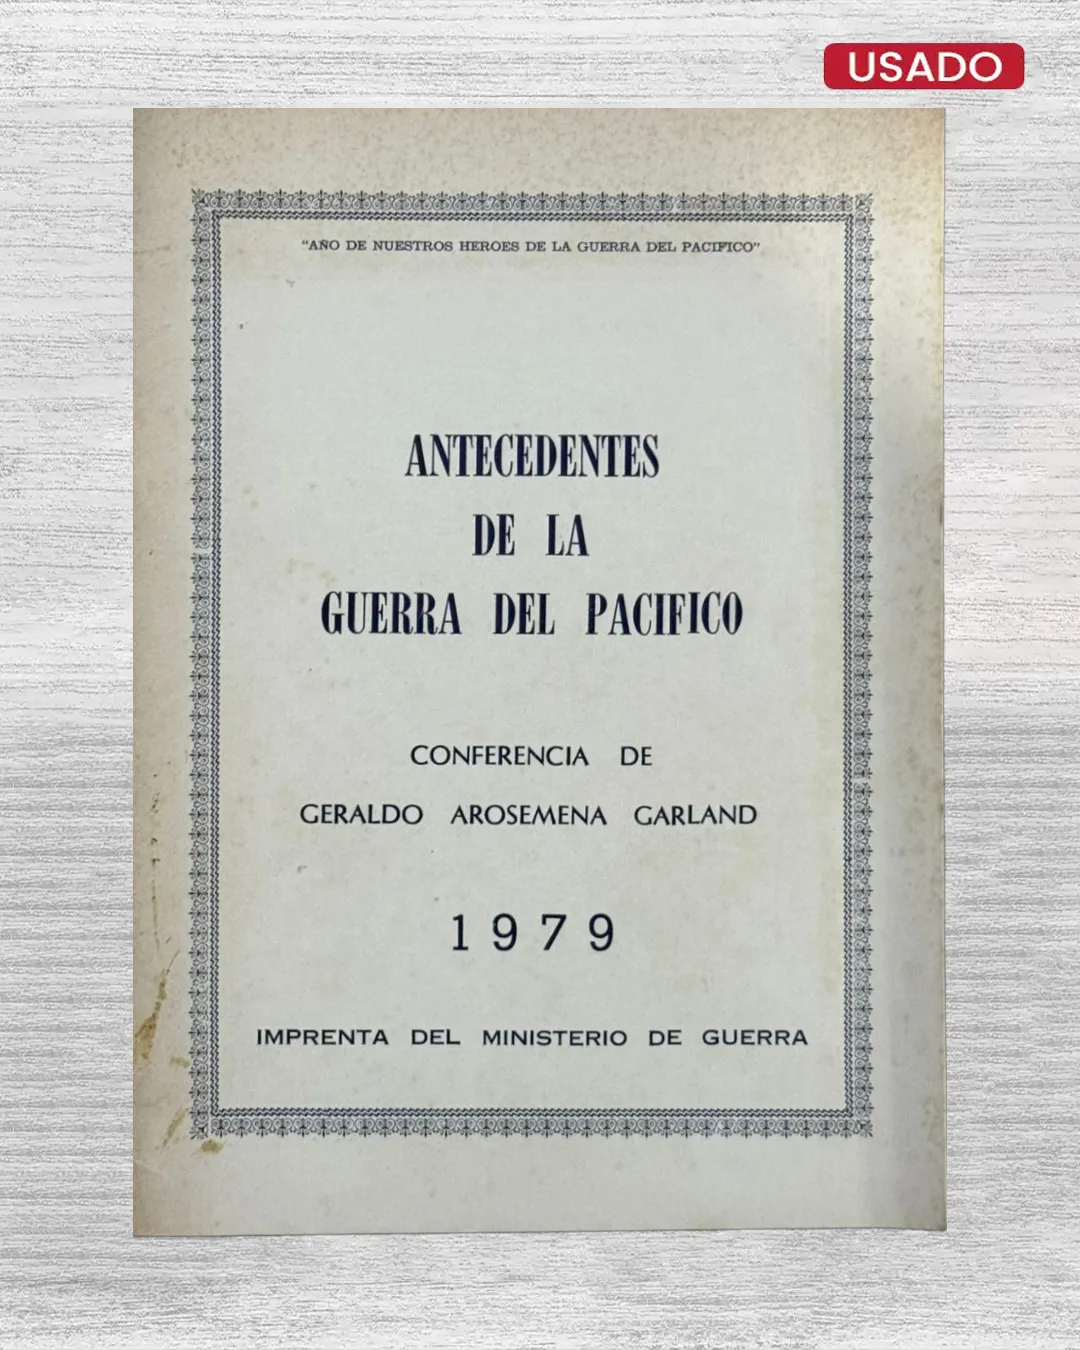 USADO
"AÑO DE NUESTROS HEROES DE LA GUERRA DEL PACIFICO"
ANTECEDENTES
DE LA
GUERRA DEL PACIFICO
CONFERENCIA DE
GERALDO AROSEMENA GARLAND
1979
IMPRENTA DEL MINISTERIO DE GUERRA